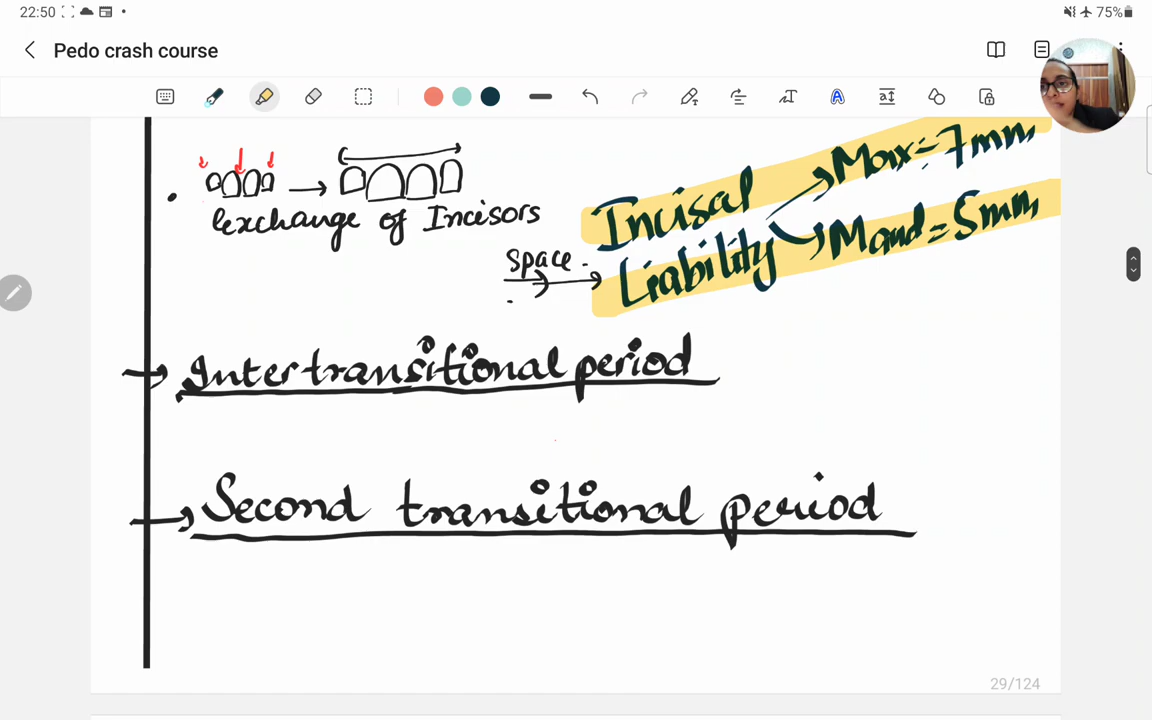 22:50
75%
Pedo crash course
exchange of Incisors
Incisal
Liability
Max = 7mm
Mand = 5mm
Space
Intertransitional period
Second transitional period
29/124